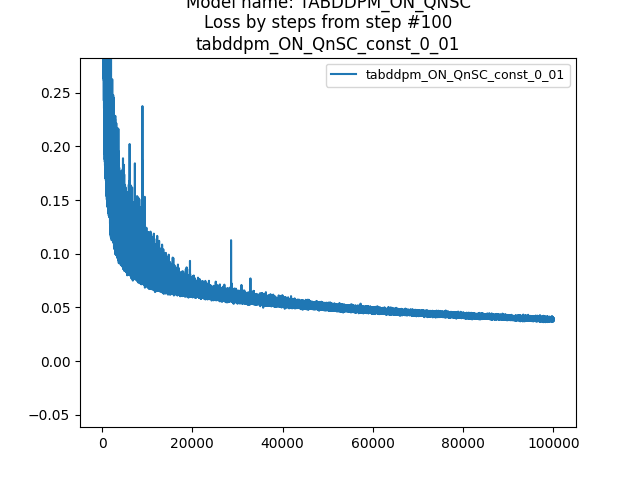 Model name: TABDDPM_ON_QNSC
Loss by steps from step #100
tabddpm_ON_QnSC_const_0_01
tabddpm_ON_QnSC_const_0_01
0.25
0.20
0.15
0.10
0.05
0.00
−0.05
0 20000 40000 60000 80000 100000